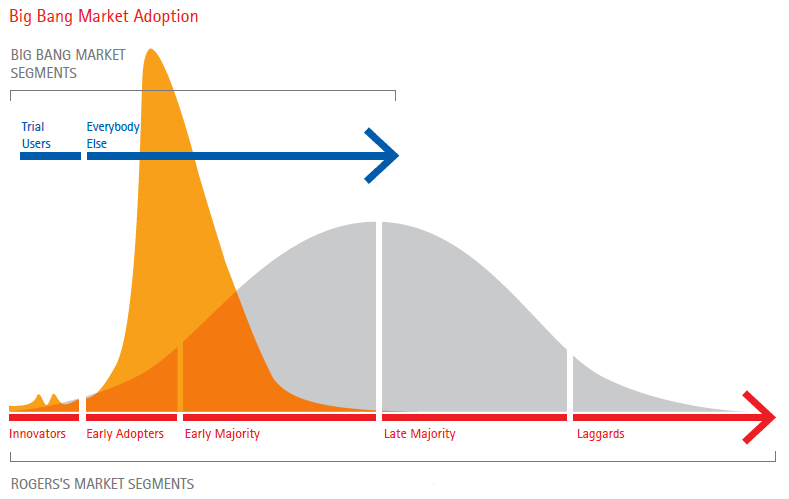 Big Bang Market Adoption
BIG BANG MARKET
SEGMENTS
Trial
Users
Everybody
Else
Innovators
Early Adopters
Early Majority
Late Majority
Laggards
ROGERS'S MARKET SEGMENTS